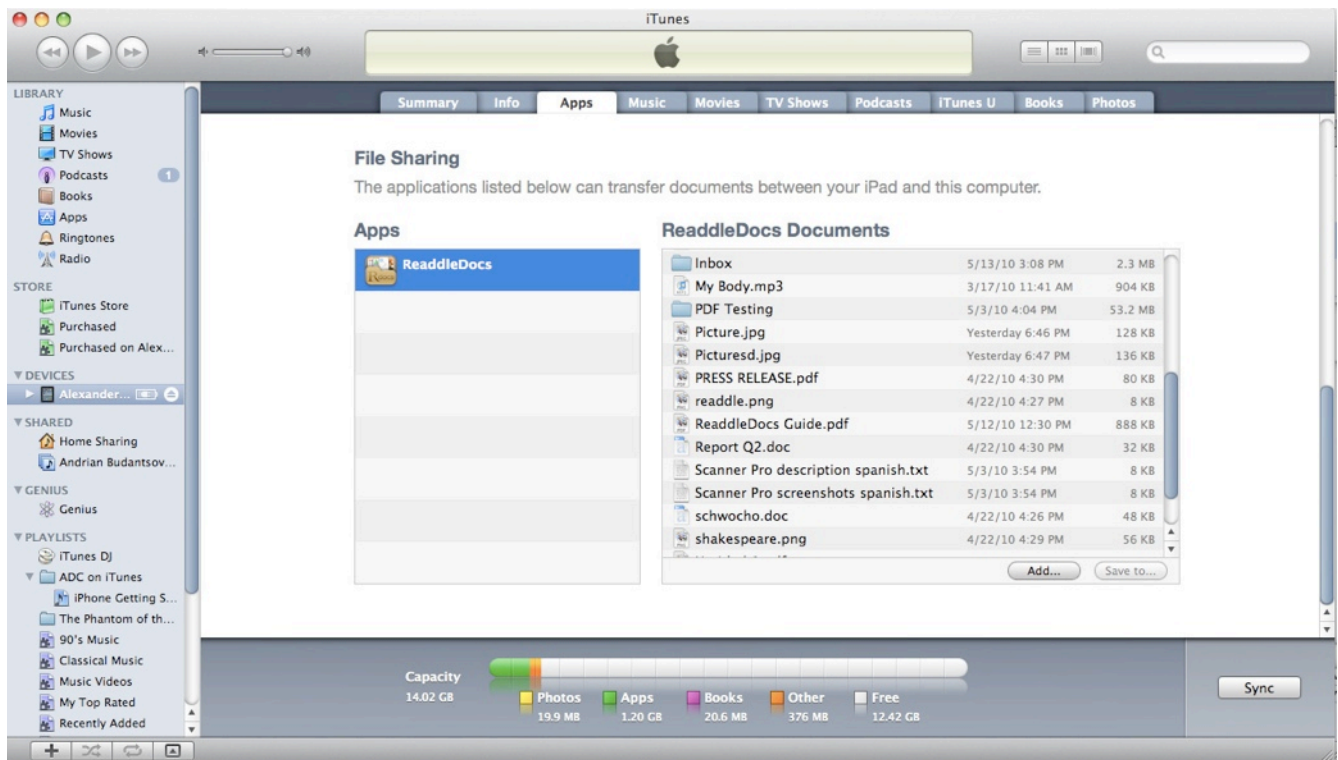 iTunes
Summary Info Apps Music Movies TV Shows Podcasts iTunes U Books Photos
LIBRARY
Music
Movies
TV Shows
Podcasts 1
Books
Apps
Ringtones
Radio
STORE
iTunes Store
Purchased
Purchased on Alex...
DEVICES
Alexander...
SHARED
Home Sharing
Andrian Budantsov...
GENIUS
Genius
PLAYLISTS
iTunes DJ
ADC on iTunes
iPhone Getting S...
The Phantom of th...
90's Music
Classical Music
Music Videos
My Top Rated
Recently Added
File Sharing
The applications listed below can transfer documents between your iPad and this computer.
Apps
ReaddleDocs
ReaddleDocs Documents
Inbox 5/13/10 3:08 PM 2.3 MB
My Body.mp3 3/17/10 11:41 AM 904 KB
PDF Testing 5/3/10 4:04 PM 53.2 MB
Picture.jpg Yesterday 6:46 PM 128 KB
Picturesd.jpg Yesterday 6:47 PM 136 KB
PRESS RELEASE.pdf 4/22/10 4:30 PM 80 KB
readdle.png 4/22/10 4:27 PM 8 KB
ReaddleDocs Guide.pdf 5/12/10 12:30 PM 888 KB
Report Q2.doc 4/22/10 4:30 PM 32 KB
Scanner Pro description spanish.txt 5/3/10 3:54 PM 8 KB
Scanner Pro screenshots spanish.txt 5/3/10 3:54 PM 8 KB
schwocho.doc 4/22/10 4:26 PM 48 KB
shakespeare.png 4/22/10 4:29 PM 56 KB
Add... Save to...
Capacity
14.02 GB
Photos Apps Books Other Free
19.9 MB 1.20 GB 20.6 MB 376 MB 12.42 GB
Sync